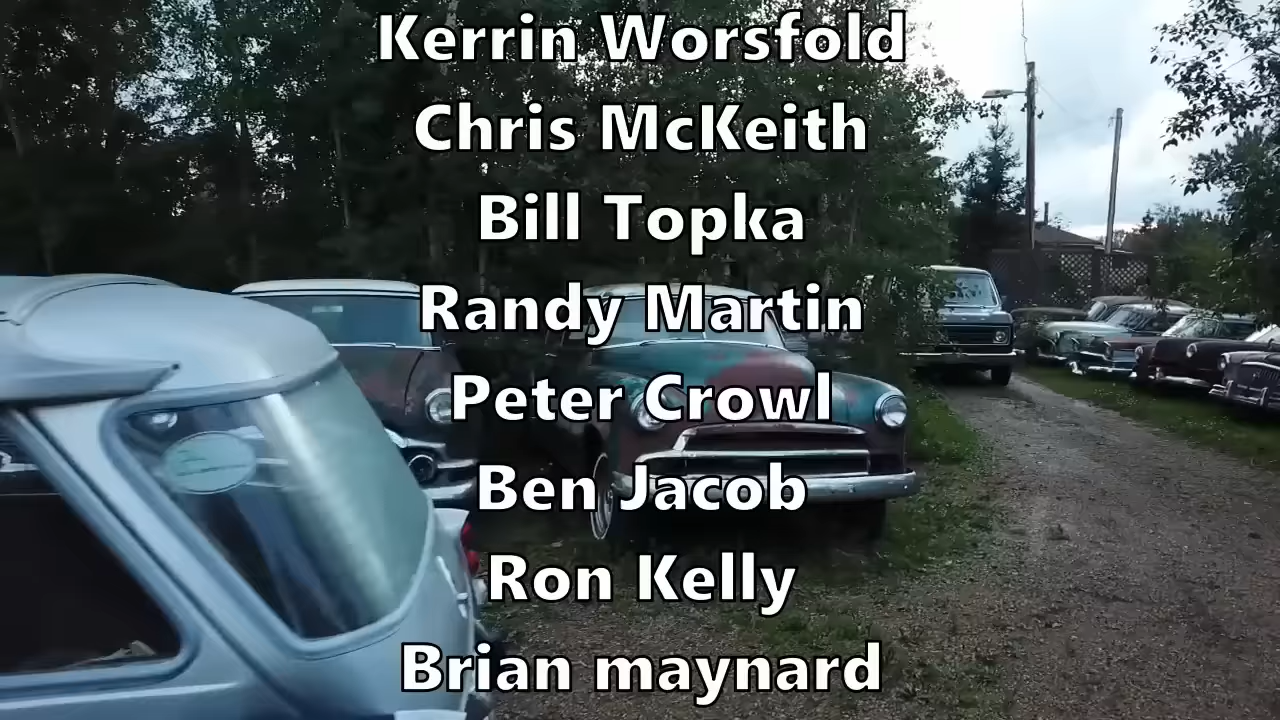 Kerrin Worsfold
Chris McKeith
Bill Topka
Randy Martin
Peter Crowl
Ben Jacob
Ron Kelly
Brian maynard